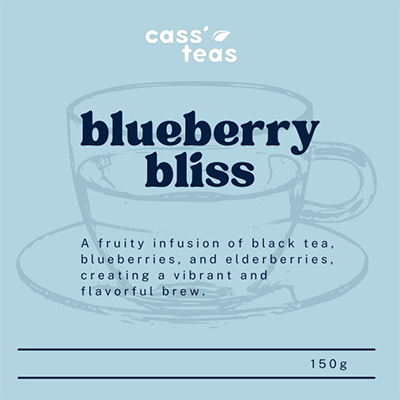 cass'
teas
blueberry
bliss
A fruity infusion of black tea,
blueberries, and elderberries,
creating a vibrant and
flavorful brew.
150g